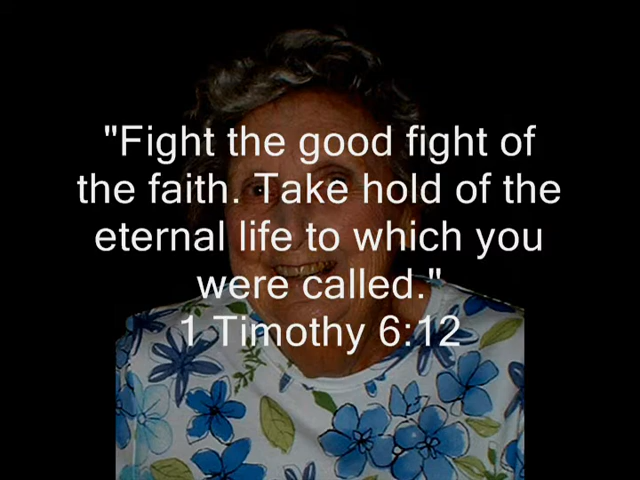 "Fight the good fight of
the faith. Take hold of the
eternal life to which you
were called."
1 Timothy 6:12